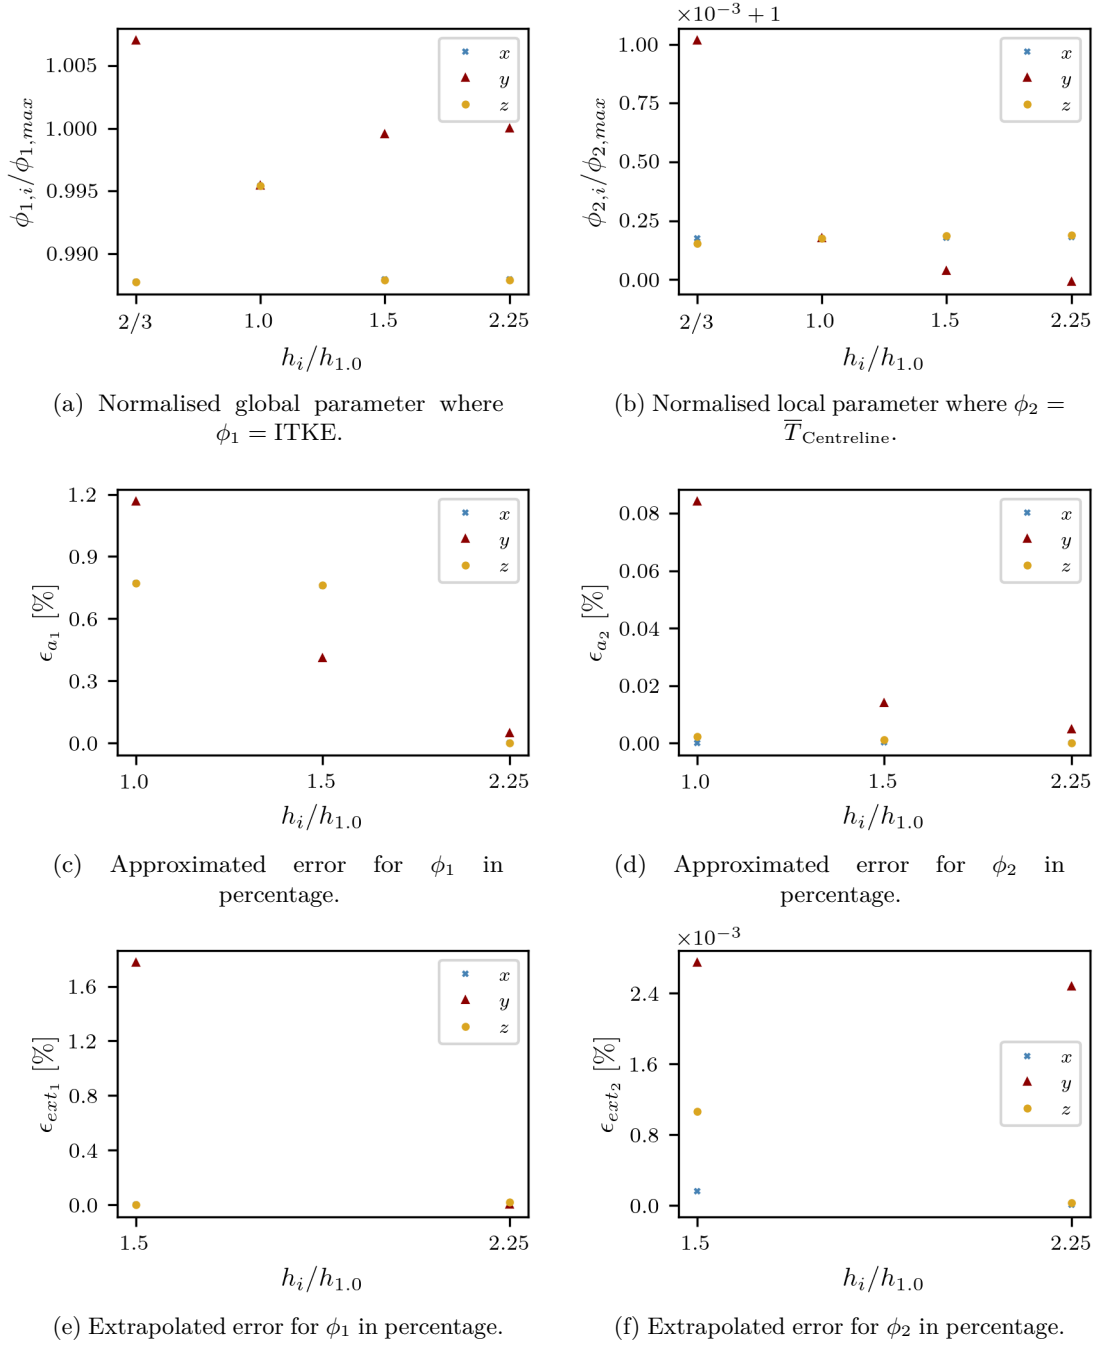 1.005
1.000
0.995
0.990
ϕ1,i/ϕ1,max
x
y
z
2/3 1.0 1.5 2.25
hi/h1.0
×10−3 + 1
1.00
0.75
0.50
0.25
0.00
ϕ2,i/ϕ2,max
x
y
z
2/3 1.0 1.5 2.25
hi/h1.0
(a) Normalised global parameter where
ϕ1 = ITKE.
(b) Normalised local parameter where ϕ2 =
T̅Centreline.
1.2
0.9
0.6
0.3
0.0
ϵa1 [%]
x
y
z
1.0 1.5 2.25
hi/h1.0
0.08
0.06
0.04
0.02
0.00
ϵa2 [%]
x
y
z
1.0 1.5 2.25
hi/h1.0
(c) Approximated error for ϕ1 in
percentage.
(d) Approximated error for ϕ2 in
percentage.
1.6
1.2
0.8
0.4
0.0
ϵext1 [%]
x
y
z
1.5 2.25
hi/h1.0
×10−3
2.4
1.6
0.8
0.0
ϵext2 [%]
x
y
z
1.5 2.25
hi/h1.0
(e) Extrapolated error for ϕ1 in percentage.
(f) Extrapolated error for ϕ2 in percentage.